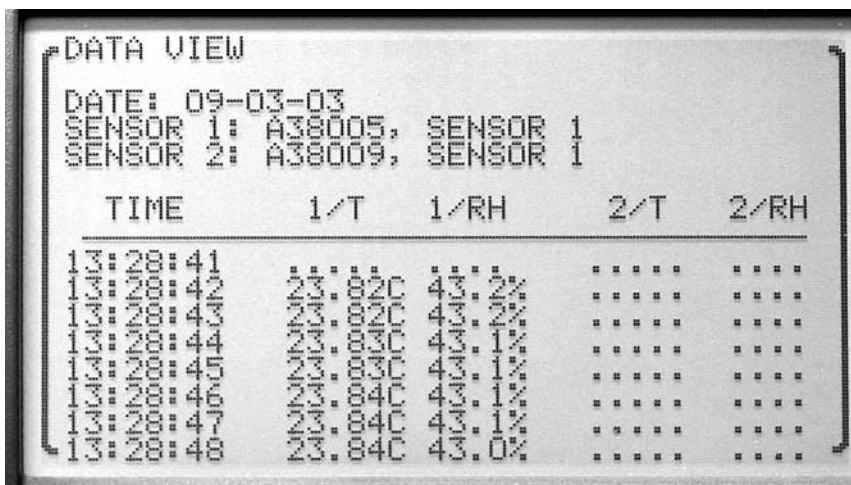 DATA VIEW
DATE: 09-03-03
SENSOR 1: A38005, SENSOR 1
SENSOR 2: A38009, SENSOR 1
TIME 1/T 1/RH 2/T 2/RH
13:28:41 ..... .... ..... ....
13:28:42 23.82C 43.2% ..... ....
13:28:43 23.82C 43.2% ..... ....
13:28:44 23.83C 43.1% ..... ....
13:28:45 23.83C 43.1% ..... ....
13:28:46 23.84C 43.1% ..... ....
13:28:47 23.84C 43.1% ..... ....
13:28:48 23.84C 43.0% ..... ....